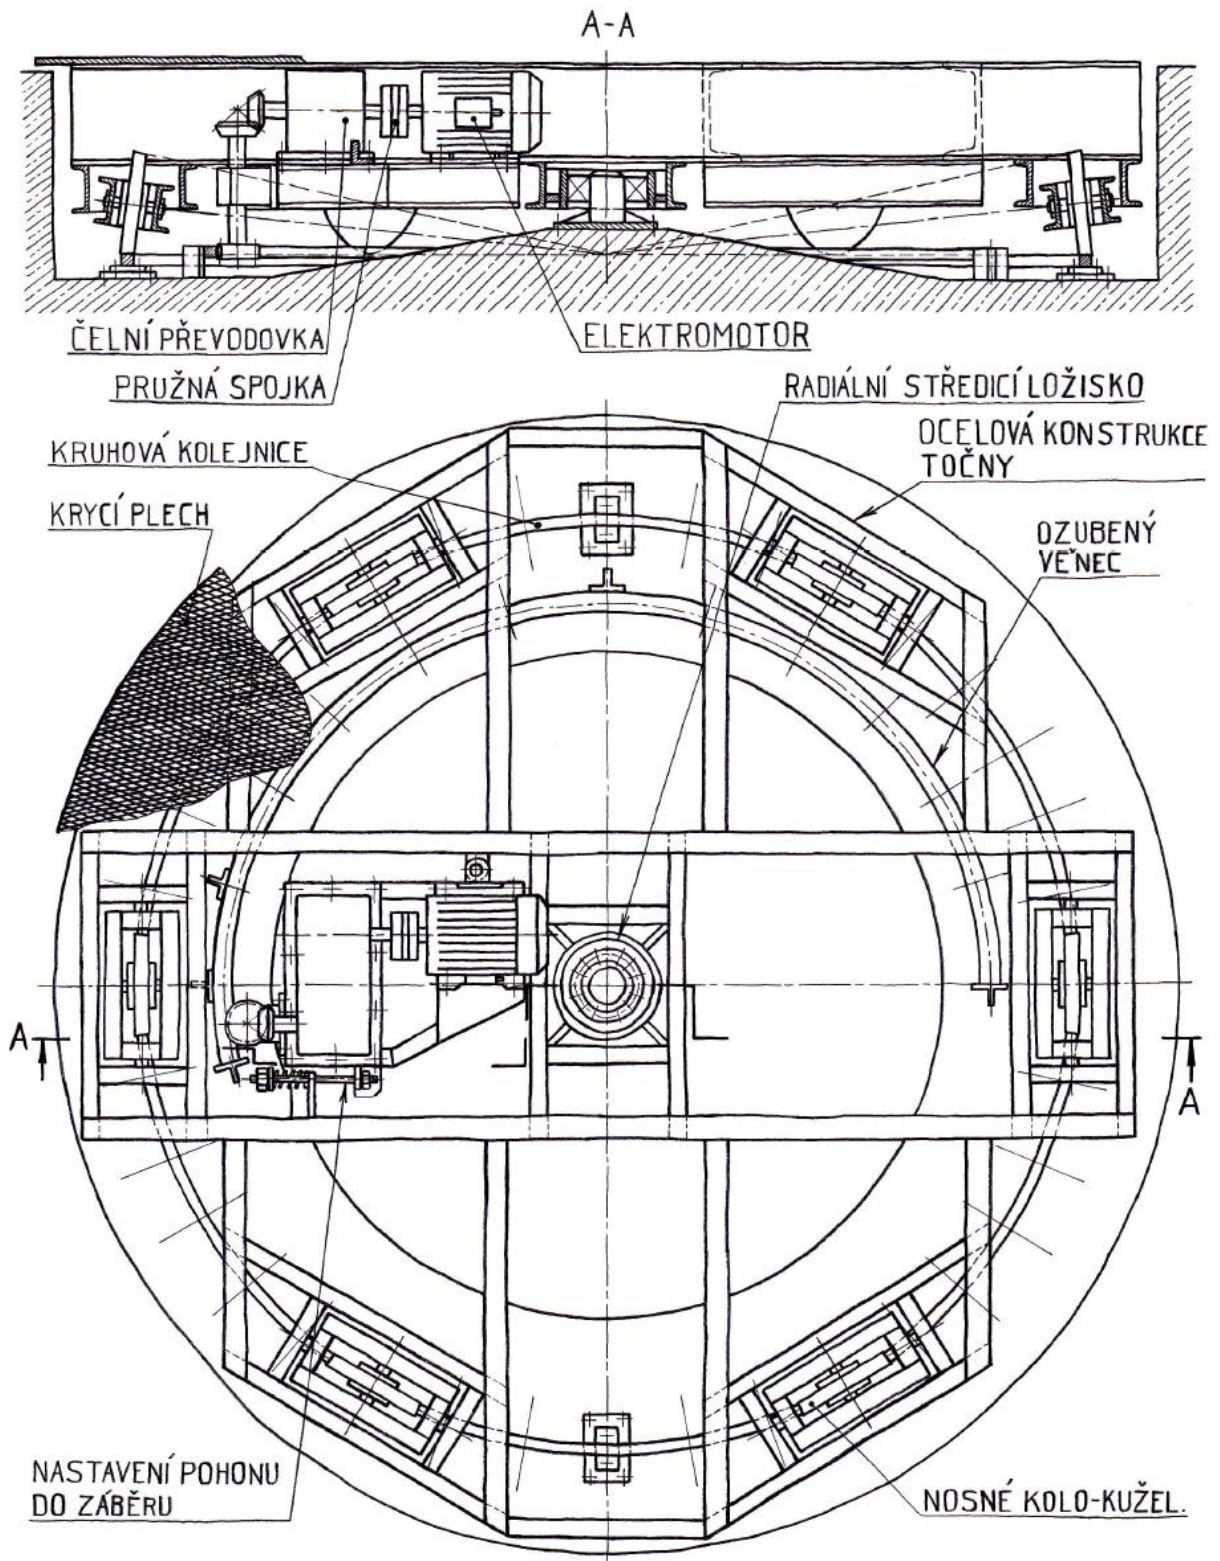 A-A
ČELNÍ PŘEVODOVKA
ELEKTROMOTOR
PRUŽNÁ SPOJKA
RADIÁLNÍ STŘEDICÍ LOŽISKO
KRUHOVÁ KOLEJNICE
OCELOVÁ KONSTRUKCE
TOČNY
KRYCÍ PLECH
OZUBENÝ
VĚNEC
A
A
NASTAVENÍ POHONU
DO ZÁBĚRU
NOSNÉ KOLO-KUŽEL.